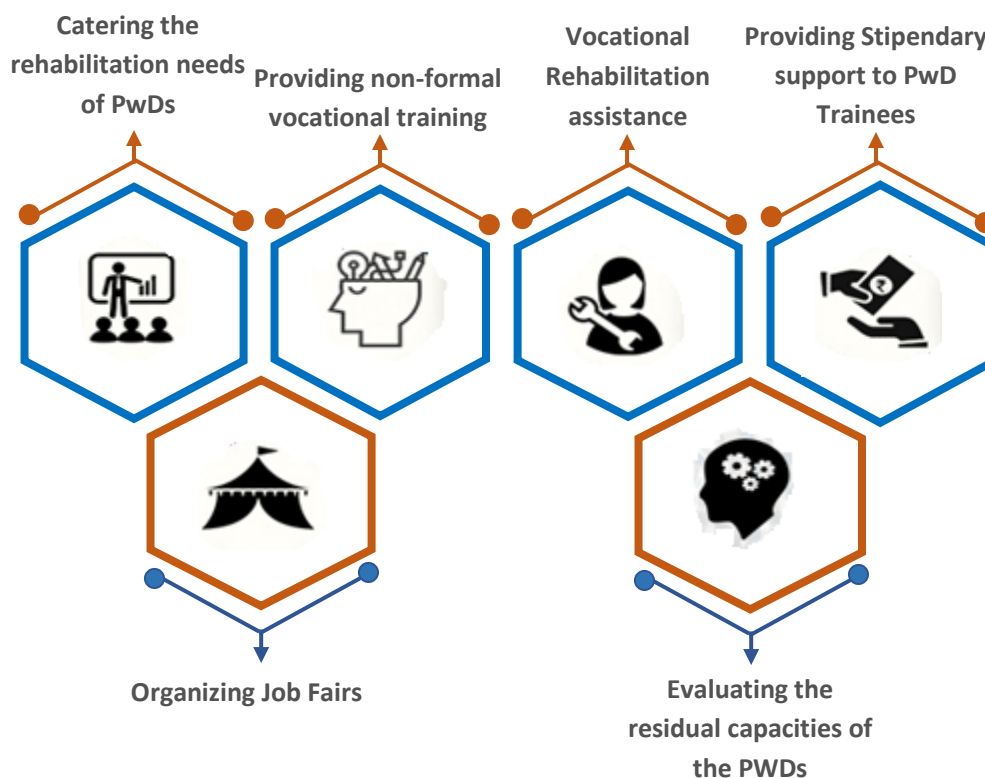 Catering the
rehabilitation needs
of PwDs
Providing non-formal
vocational training
Vocational
Rehabilitation
assistance
Providing Stipendary
support to PwD
Trainees
₹
Organizing Job Fairs
Evaluating the
residual capacities of
the PWDs